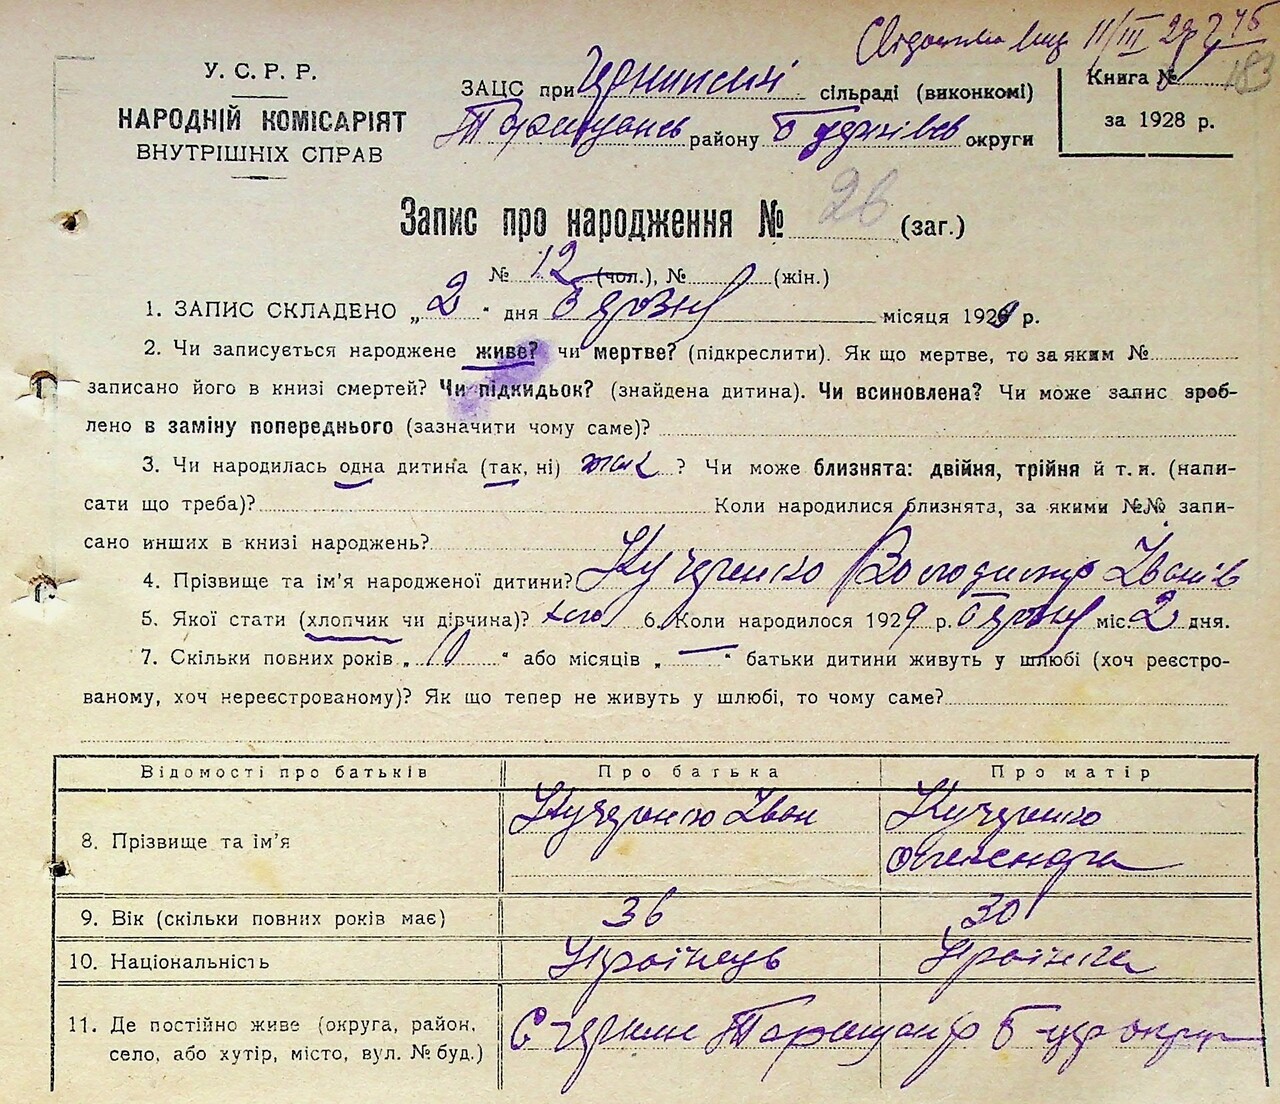 11/III 29 р
У. С. Р. Р.
НАРОДНІЙ КОМІСАРІЯТ
ВНУТРІШНІХ СПРАВ
ЗАЦС при сільраді (виконкомі)
району округи
Книга № 183
за 1928 р.
Запис про народження № 26 (заг.)
№ 12 (чол.), № (жін.)
1. ЗАПИС СКЛАДЕНО „2" дня березня місяця 1929 р.
2. Чи записується народжене живе? чи мертве? (підкреслити). Як що мертве, то за яким №
записано його в книзі смертей? Чи підкидьок? (знайдена дитина). Чи всиновлена? Чи може запис зроб-
лено в заміну попереднього (зазначити чому саме)?
3. Чи народилась одна дитина (так, ні) так ? Чи може близнята: двійня, трійня й т. и. (напи-
сати що треба)? Коли народилися близнята, за якими №№ запи-
сано инших в книзі народжень?
4. Прізвище та ім'я народженої дитини? Кучеренко Володимир Іванів
5. Якої стати (хлопчик чи дівчина)? 6. Коли народилося 1929 р. березня міс. 2 дня.
7. Скільки повних років „10" або місяців „—" батьки дитини живуть у шлюбі (хоч реєстро-
ваному, хоч нереєстрованому)? Як що тепер не живуть у шлюбі, то чому саме?
Відомості про батьків Про батька Про матір
8. Прізвище та ім'я Кучеренко Іван Кучеренко
Олександра
9. Вік (скільки повних років має) 36 30
10. Національність Українець Українка
11. Де постійно живе (округа, район,
село, або хутір, місто, вул. № буд.)